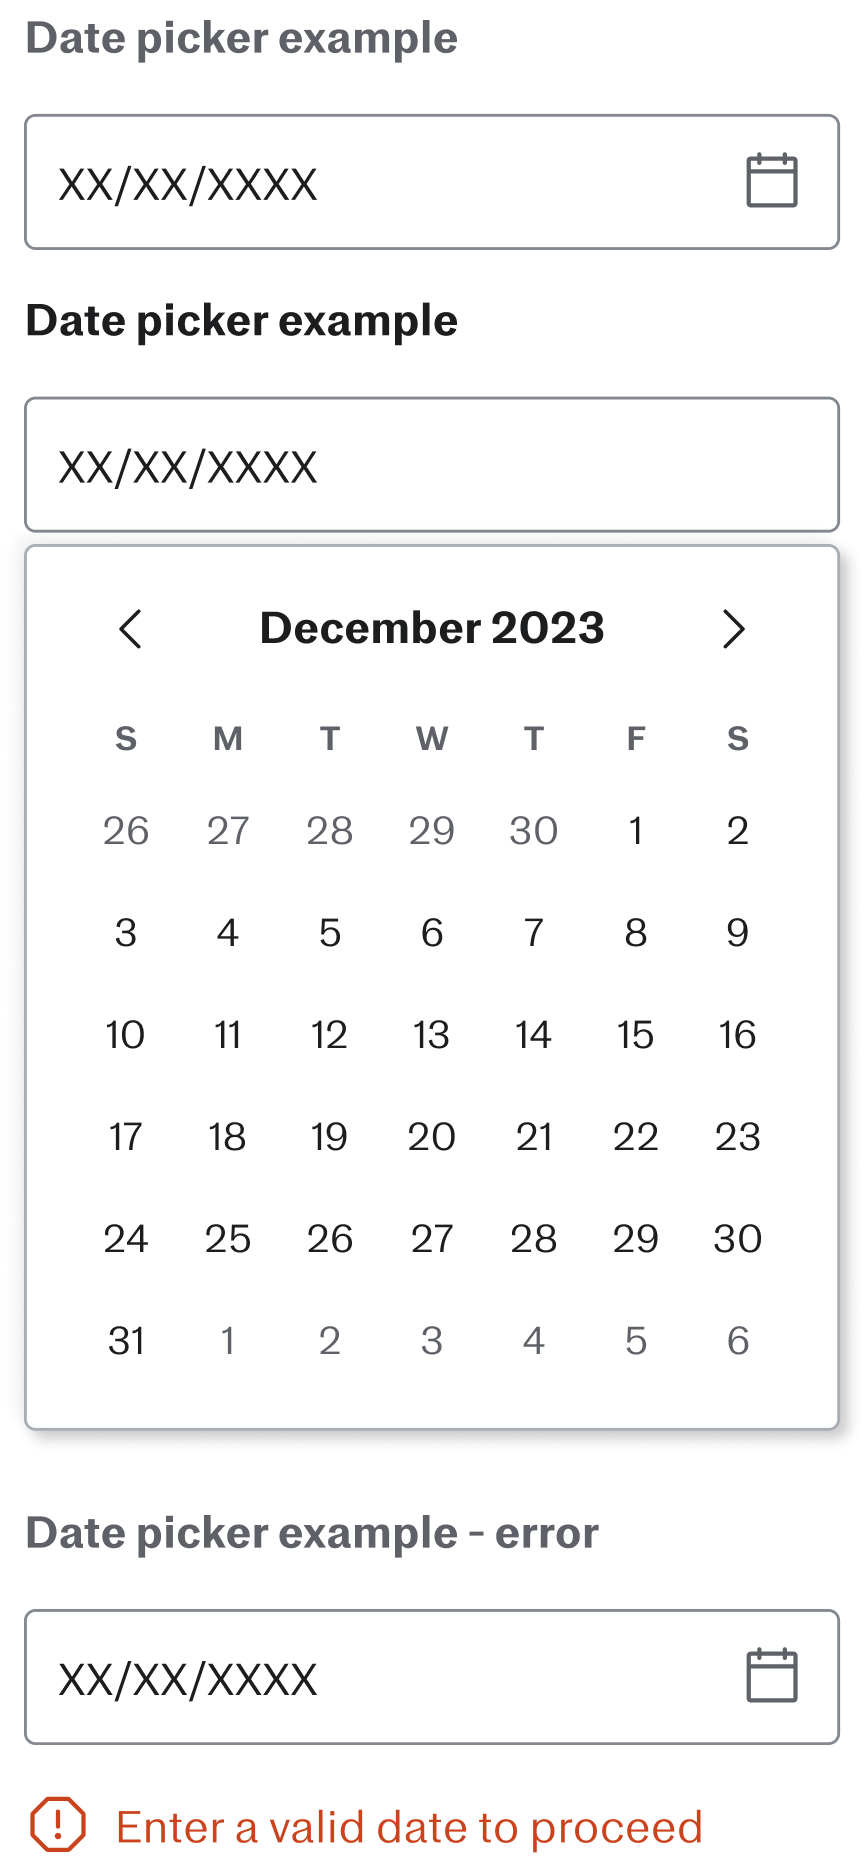 Date picker example
XX/XX/XXXX
Date picker example
XX/XX/XXXX
December 2023
S M T W T F S
26 27 28 29 30 1 2
3 4 5 6 7 8 9
10 11 12 13 14 15 16
17 18 19 20 21 22 23
24 25 26 27 28 29 30
31 1 2 3 4 5 6
Date picker example - error
XX/XX/XXXX
Enter a valid date to proceed